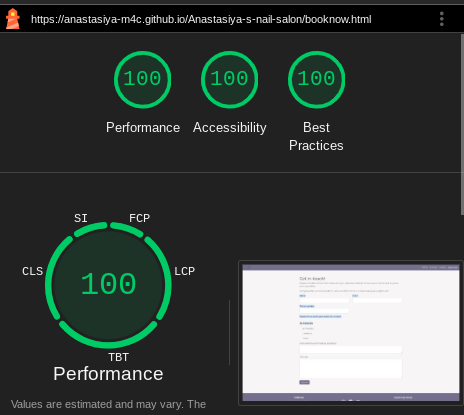 https://anastasiya-m4c.github.io/Anastasiya-s-nail-salon/booknow.html
100
100
100
Performance
Accessibility
Best
Practices
SI
FCP
CLS
LCP
100
TBT
Performance
Values are estimated and may vary. The
Get in touch!